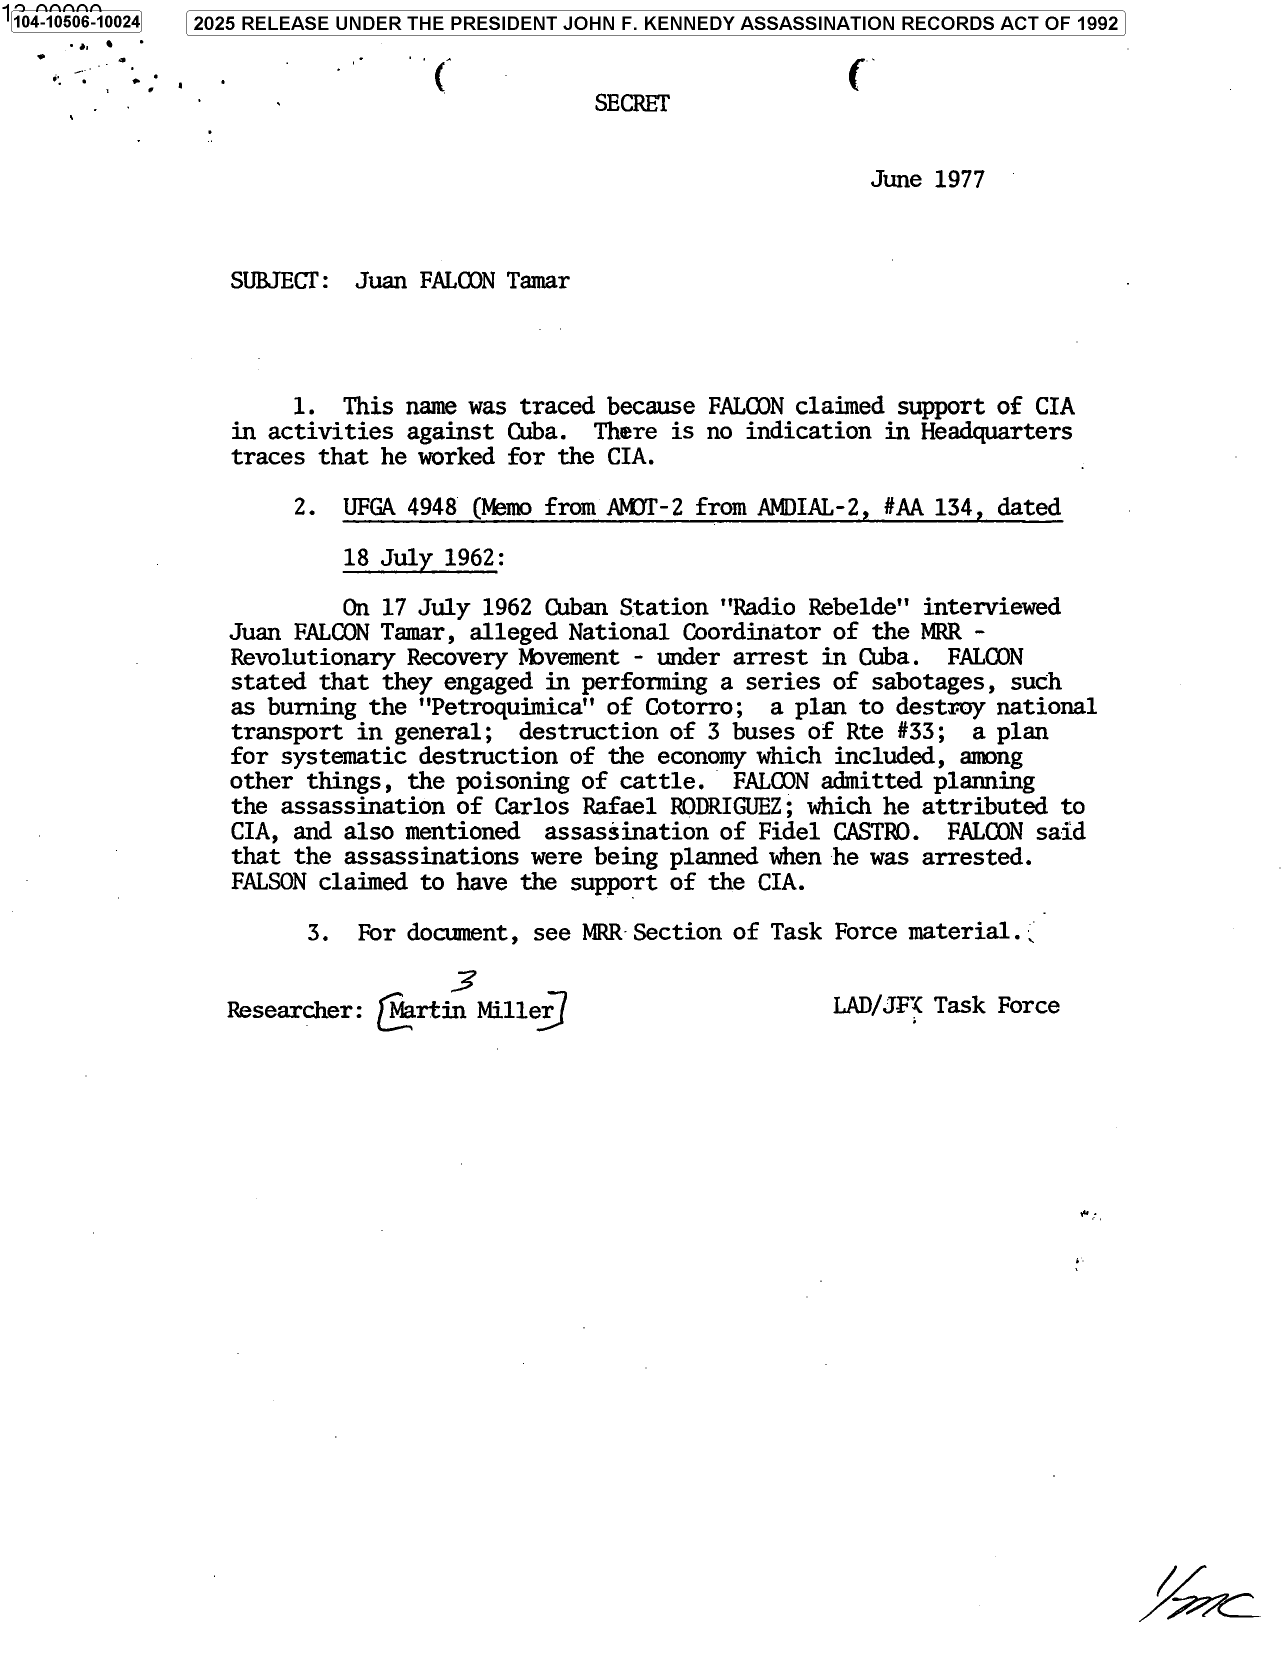 104-10506-10024
2025 RELEASE UNDER THE PRESIDENT JOHN F. KENNEDY ASSASSINATION RECORDS ACT OF 1992
SECRET
June 1977
SUBJECT: Juan FALCON Tamar
1. This name was traced because FALCON claimed support of CIA
in activities against Cuba. There is no indication in Headquarters
traces that he worked for the CIA.
2. UFGA 4948 (Memo from AMOT-2 from AMDIAL-2, #AA 134, dated
18 July 1962:
On 17 July 1962 Cuban Station "Radio Rebelde" interviewed
Juan FALCON Tamar, alleged National Coordinator of the MRR -
Revolutionary Recovery Movement - under arrest in Cuba. FALCON
stated that they engaged in performing a series of sabotages, such
as burning the "Petroquimica" of Cotorro; a plan to destroy national
transport in general; destruction of 3 buses of Rte #33; a plan
for systematic destruction of the economy which included, among
other things, the poisoning of cattle. FALCON admitted planning
the assassination of Carlos Rafael RODRIGUEZ; which he attributed to
CIA, and also mentioned assassination of Fidel CASTRO. FALCON said
that the assassinations were being planned when he was arrested.
FALSON claimed to have the support of the CIA.
3. For document, see MRR Section of Task Force material.
3
Researcher: [Martin Miller] LAD/JFK Task Force